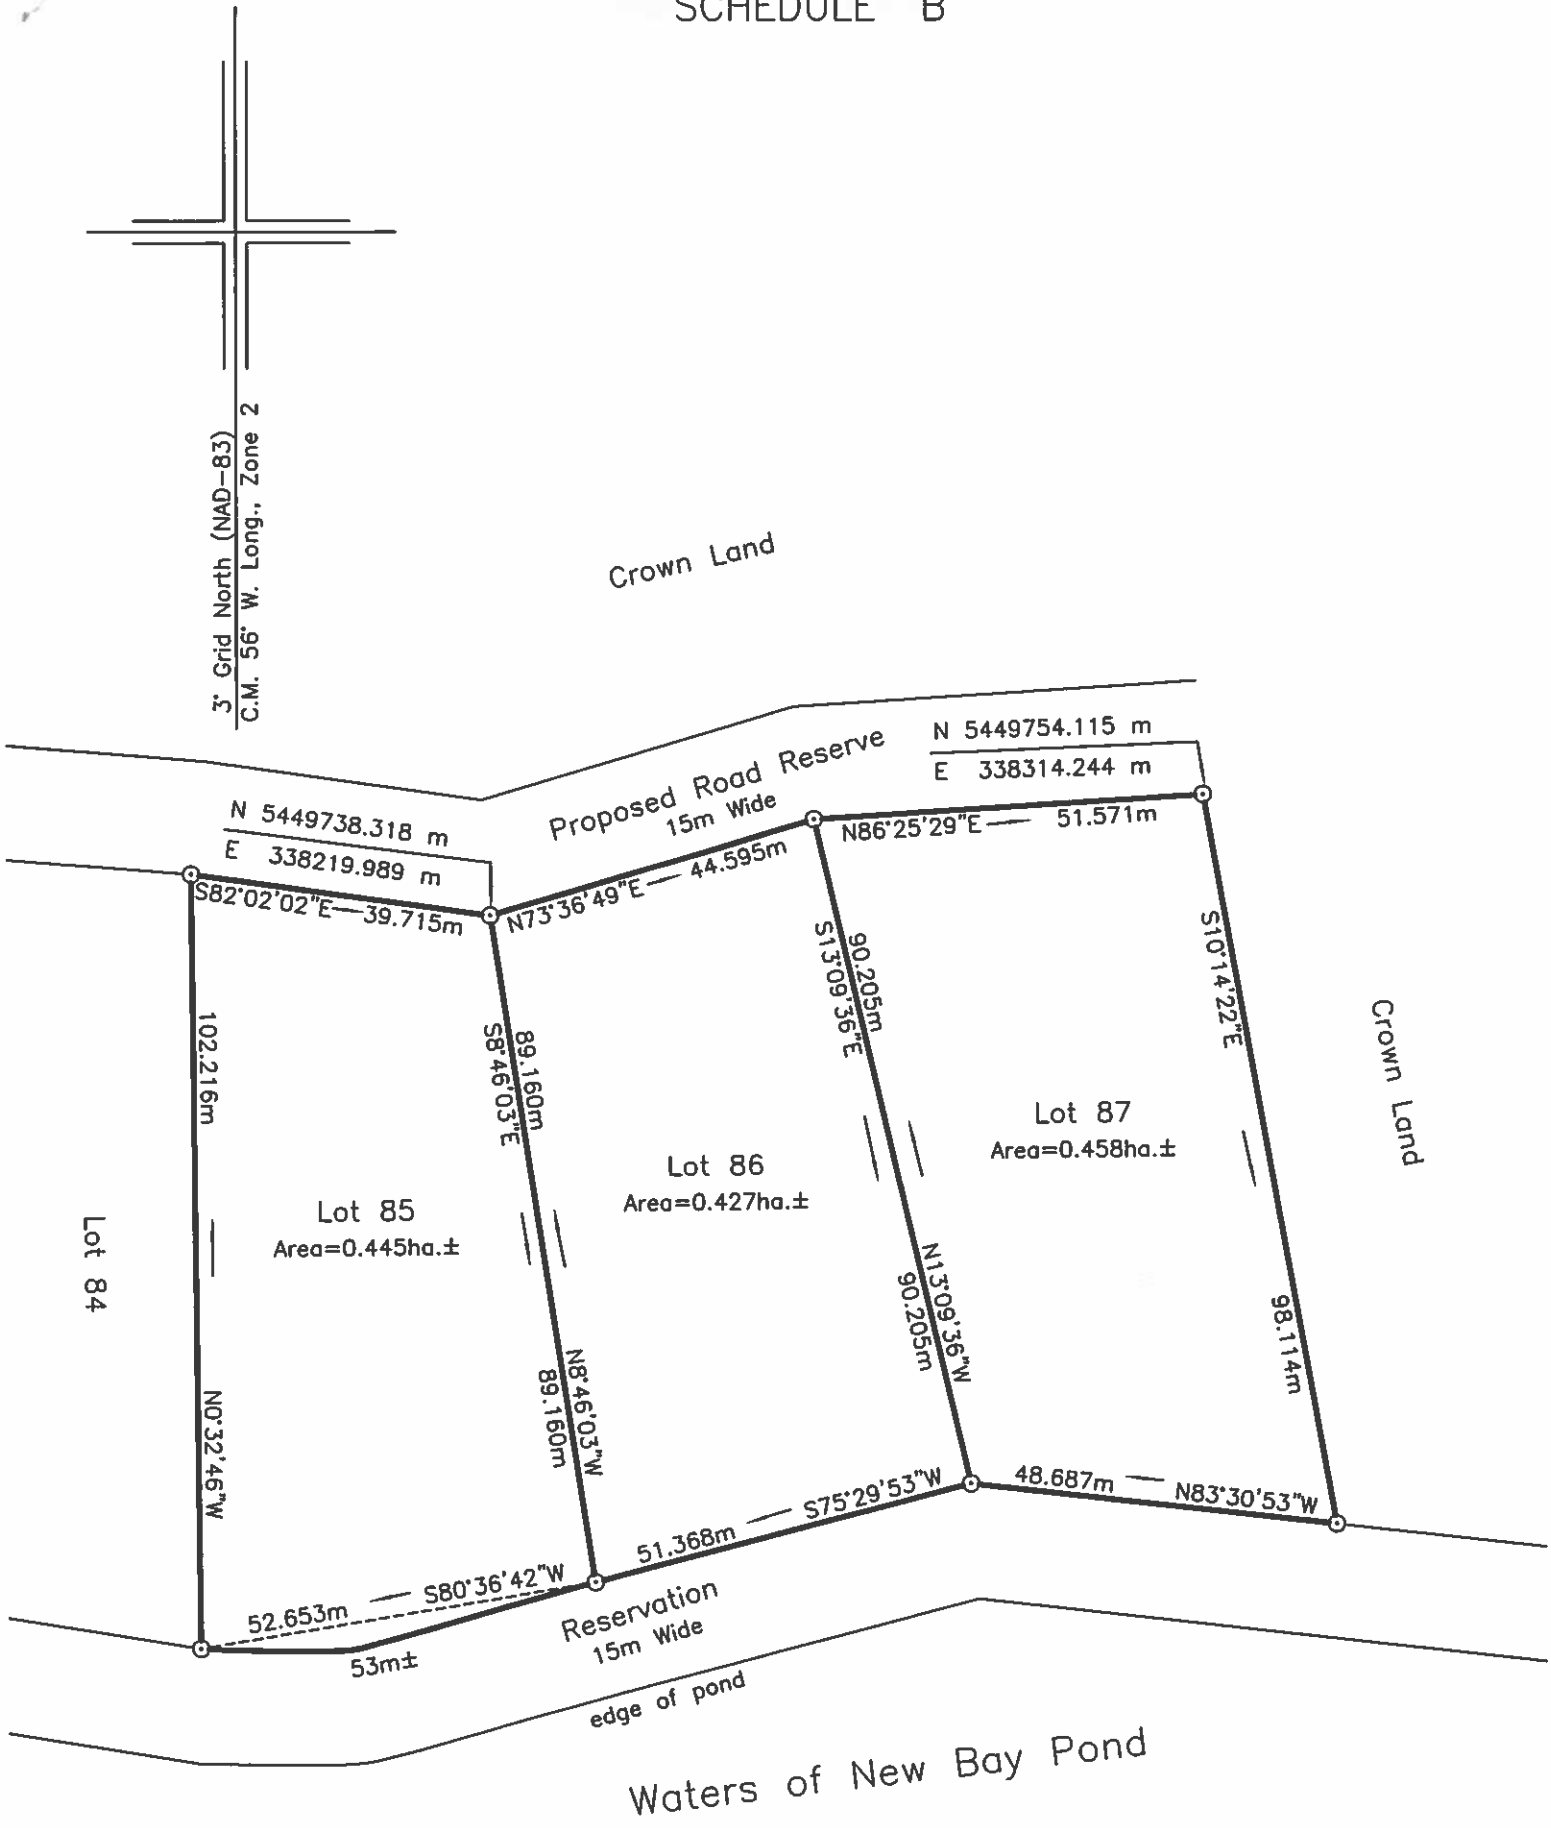 SCHEDULE B
3° Grid North (NAD-83)
C.M. 56° W. Long., Zone 2
Crown Land
N 5449754.115 m
E 338314.244 m
Proposed Road Reserve
15m Wide
N 5449738.318 m
E 338219.989 m
N86°25'29"E 51.571m
N73°36'49"E 44.595m
S82°02'02"E 39.715m
102.216m
N0°32'46"W
89.160m
S8°46'03"E
N8°46'03"W
89.160m
90.205m
S13°09'36"E
N13°09'36"W
90.205m
S10°14'22"E
98.114m
Crown Land
Lot 87
Area=0.458ha.±
Lot 86
Area=0.427ha.±
Lot 85
Area=0.445ha.±
Lot 84
48.687m N83°30'53"W
51.368m S75°29'53"W
52.653m S80°36'42"W
53m±
Reservation
15m Wide
edge of pond
Waters of New Bay Pond